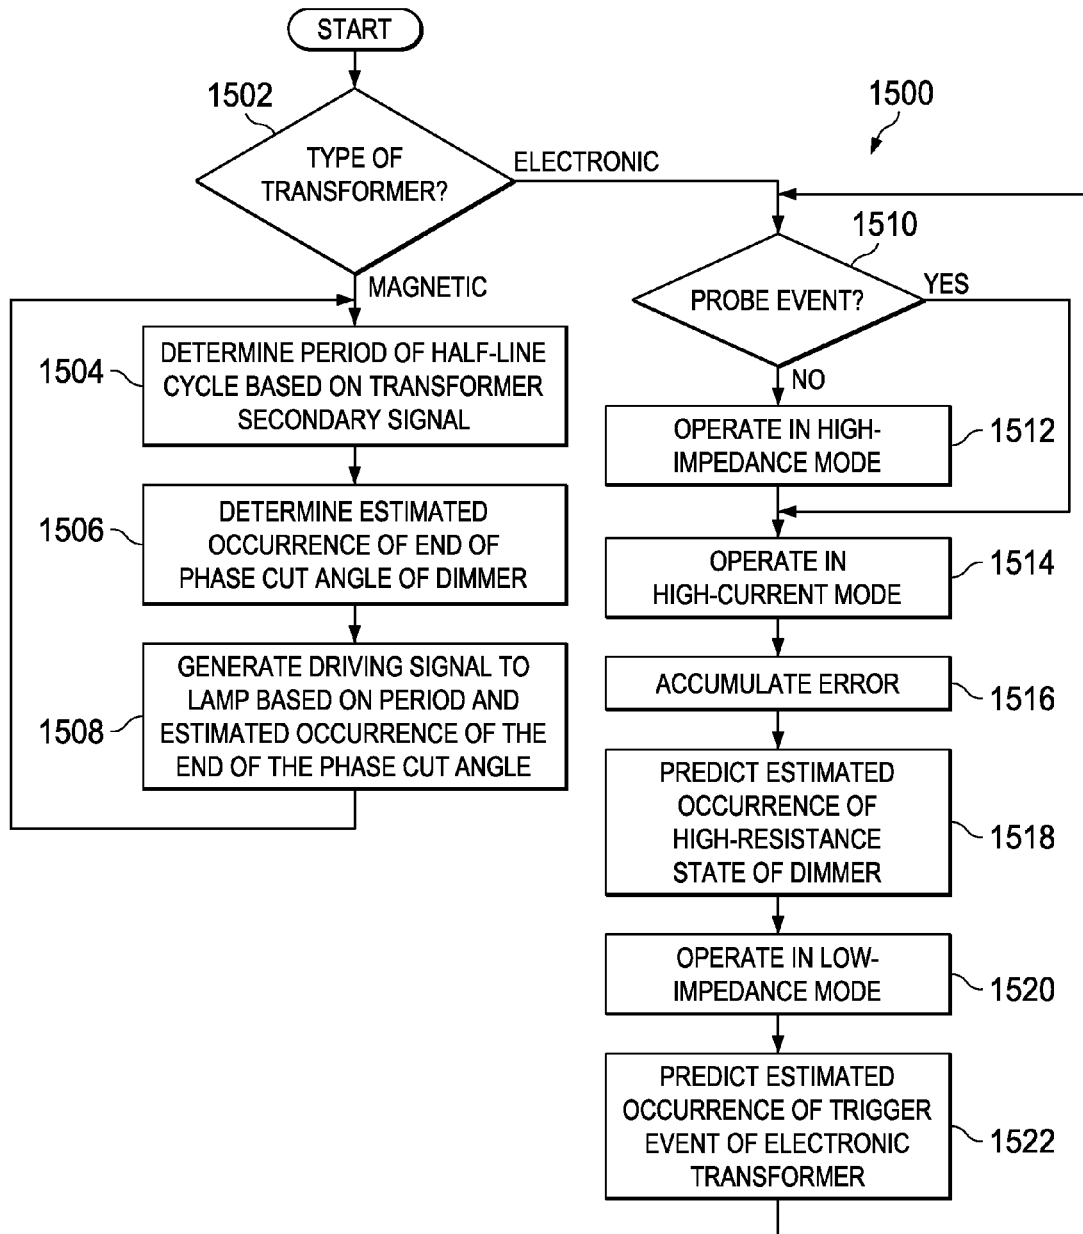 START
1502
TYPE OF
TRANSFORMER?
ELECTRONIC
1500
MAGNETIC
1504
DETERMINE PERIOD OF HALF-LINE
CYCLE BASED ON TRANSFORMER
SECONDARY SIGNAL
1506
DETERMINE ESTIMATED
OCCURRENCE OF END OF
PHASE CUT ANGLE OF DIMMER
1508
GENERATE DRIVING SIGNAL TO
LAMP BASED ON PERIOD AND
ESTIMATED OCCURRENCE OF THE
END OF THE PHASE CUT ANGLE
1510
PROBE EVENT?
YES
NO
OPERATE IN HIGH-
IMPEDANCE MODE
1512
OPERATE IN
HIGH-CURRENT MODE
1514
ACCUMULATE ERROR
1516
PREDICT ESTIMATED
OCCURRENCE OF
HIGH-RESISTANCE
STATE OF DIMMER
1518
OPERATE IN LOW-
IMPEDANCE MODE
1520
PREDICT ESTIMATED
OCCURRENCE OF TRIGGER
EVENT OF ELECTRONIC
TRANSFORMER
1522